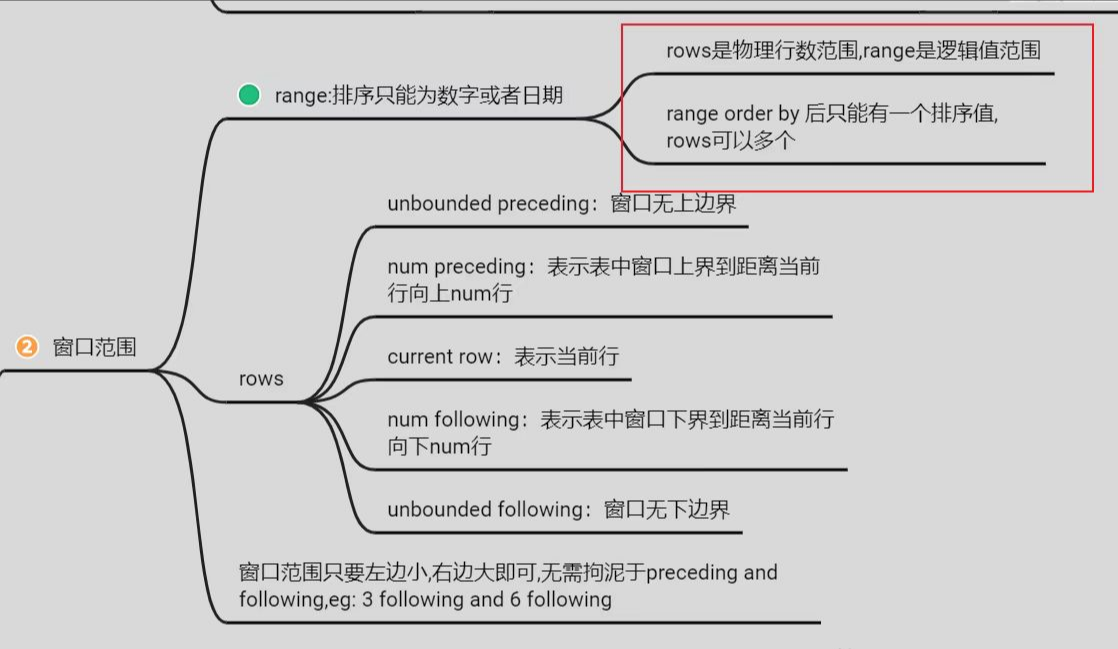 rows是物理行数范围,range是逻辑值范围
range:排序只能为数字或者日期
range order by 后只能有一个排序值,
rows可以多个
unbounded preceding：窗口无上边界
num preceding：表示表中窗口上界到距离当前
行向上num行
2 窗口范围
current row：表示当前行
rows
num following：表示表中窗口下界到距离当前行
向下num行
unbounded following：窗口无下边界
窗口范围只要左边小,右边大即可,无需拘泥于preceding and
following,eg: 3 following and 6 following